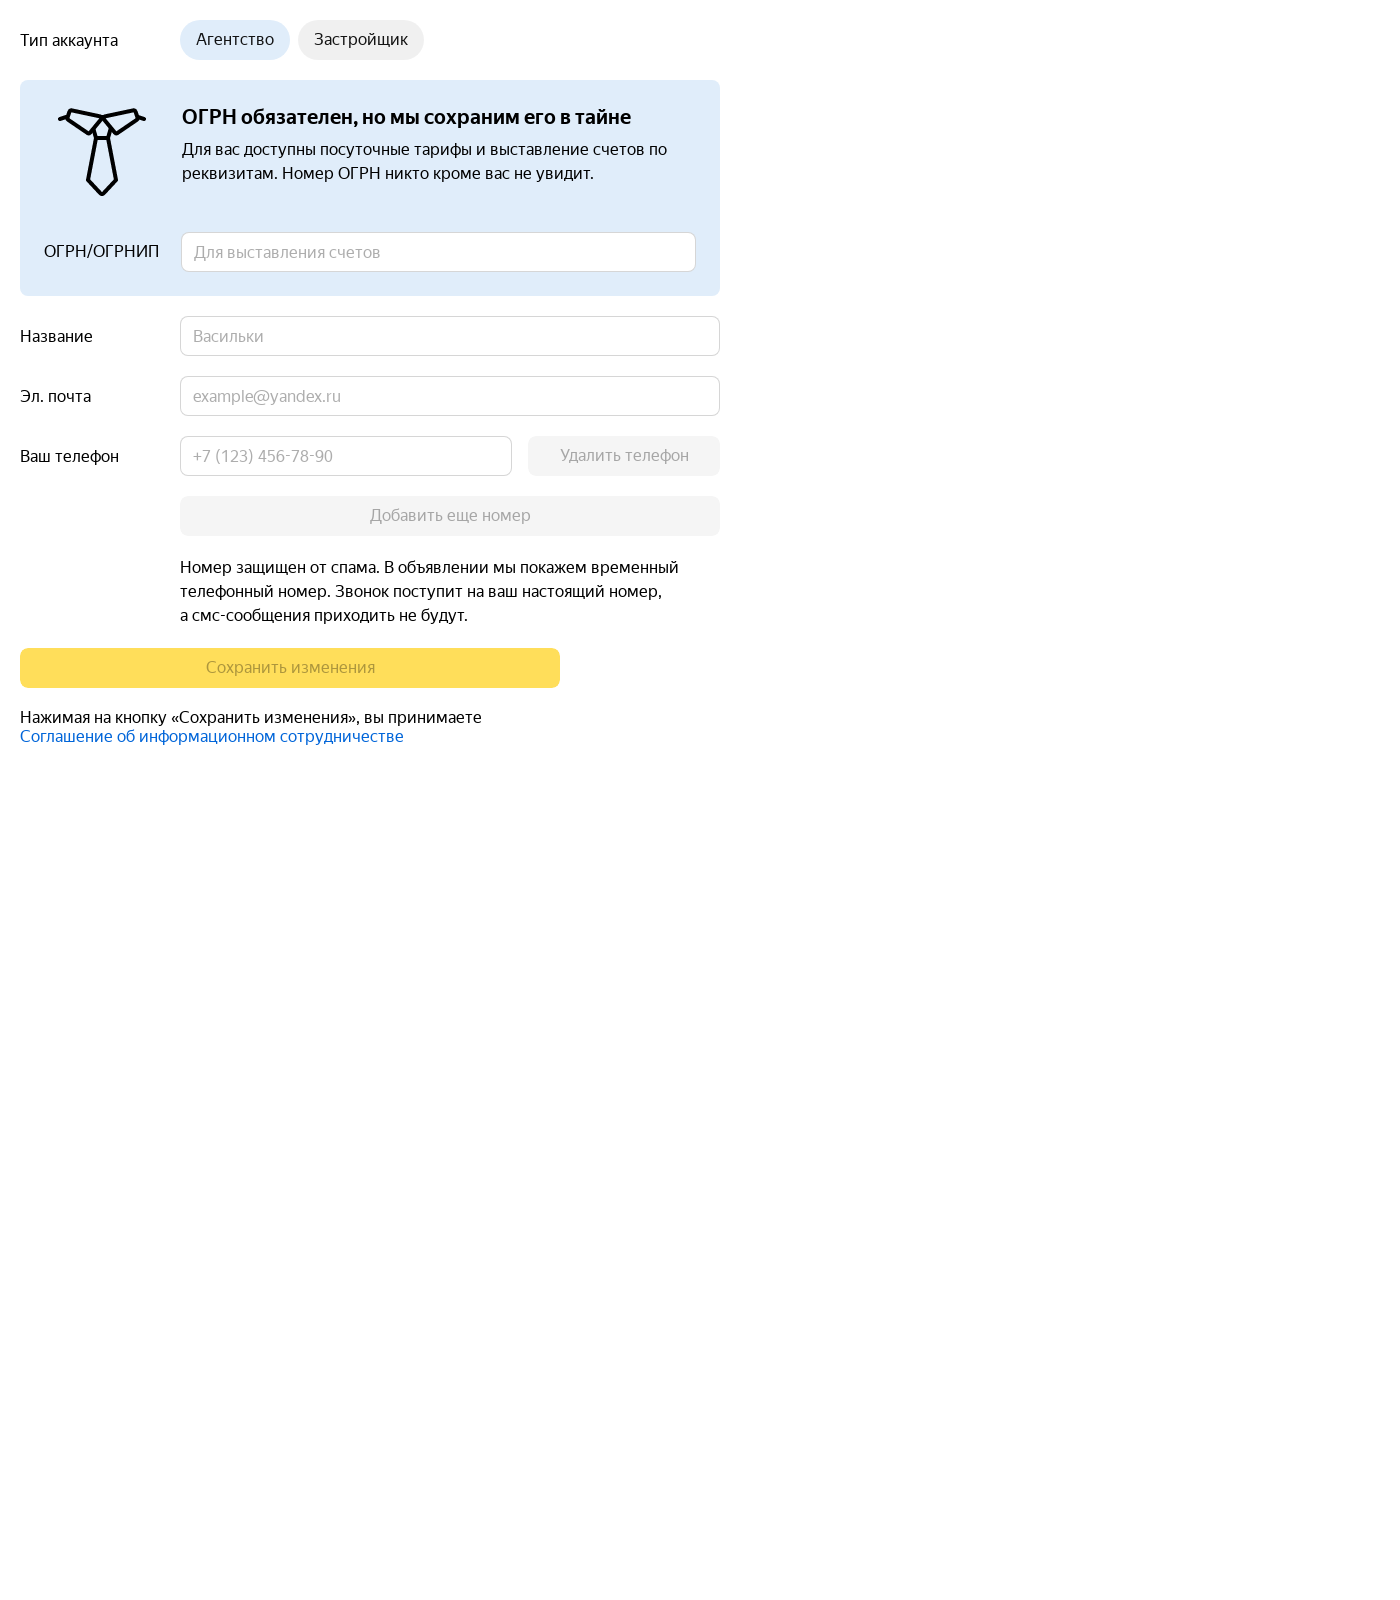 Тип аккаунта
Агентство
Застройщик
ОГРН обязателен, но мы сохраним его в тайне
Для вас доступны посуточные тарифы и выставление счетов по
реквизитам. Номер ОГРН никто кроме вас не увидит.
ОГРН/ОГРНИП
Для выставления счетов
Название
Васильки
Эл. почта
example@yandex.ru
Ваш телефон
+7 (123) 456-78-90
Удалить телефон
Добавить еще номер
Номер защищен от спама. В объявлении мы покажем временный
телефонный номер. Звонок поступит на ваш настоящий номер,
а смс-сообщения приходить не будут.
Сохранить изменения
Нажимая на кнопку «Сохранить изменения», вы принимаете
Соглашение об информационном сотрудничестве